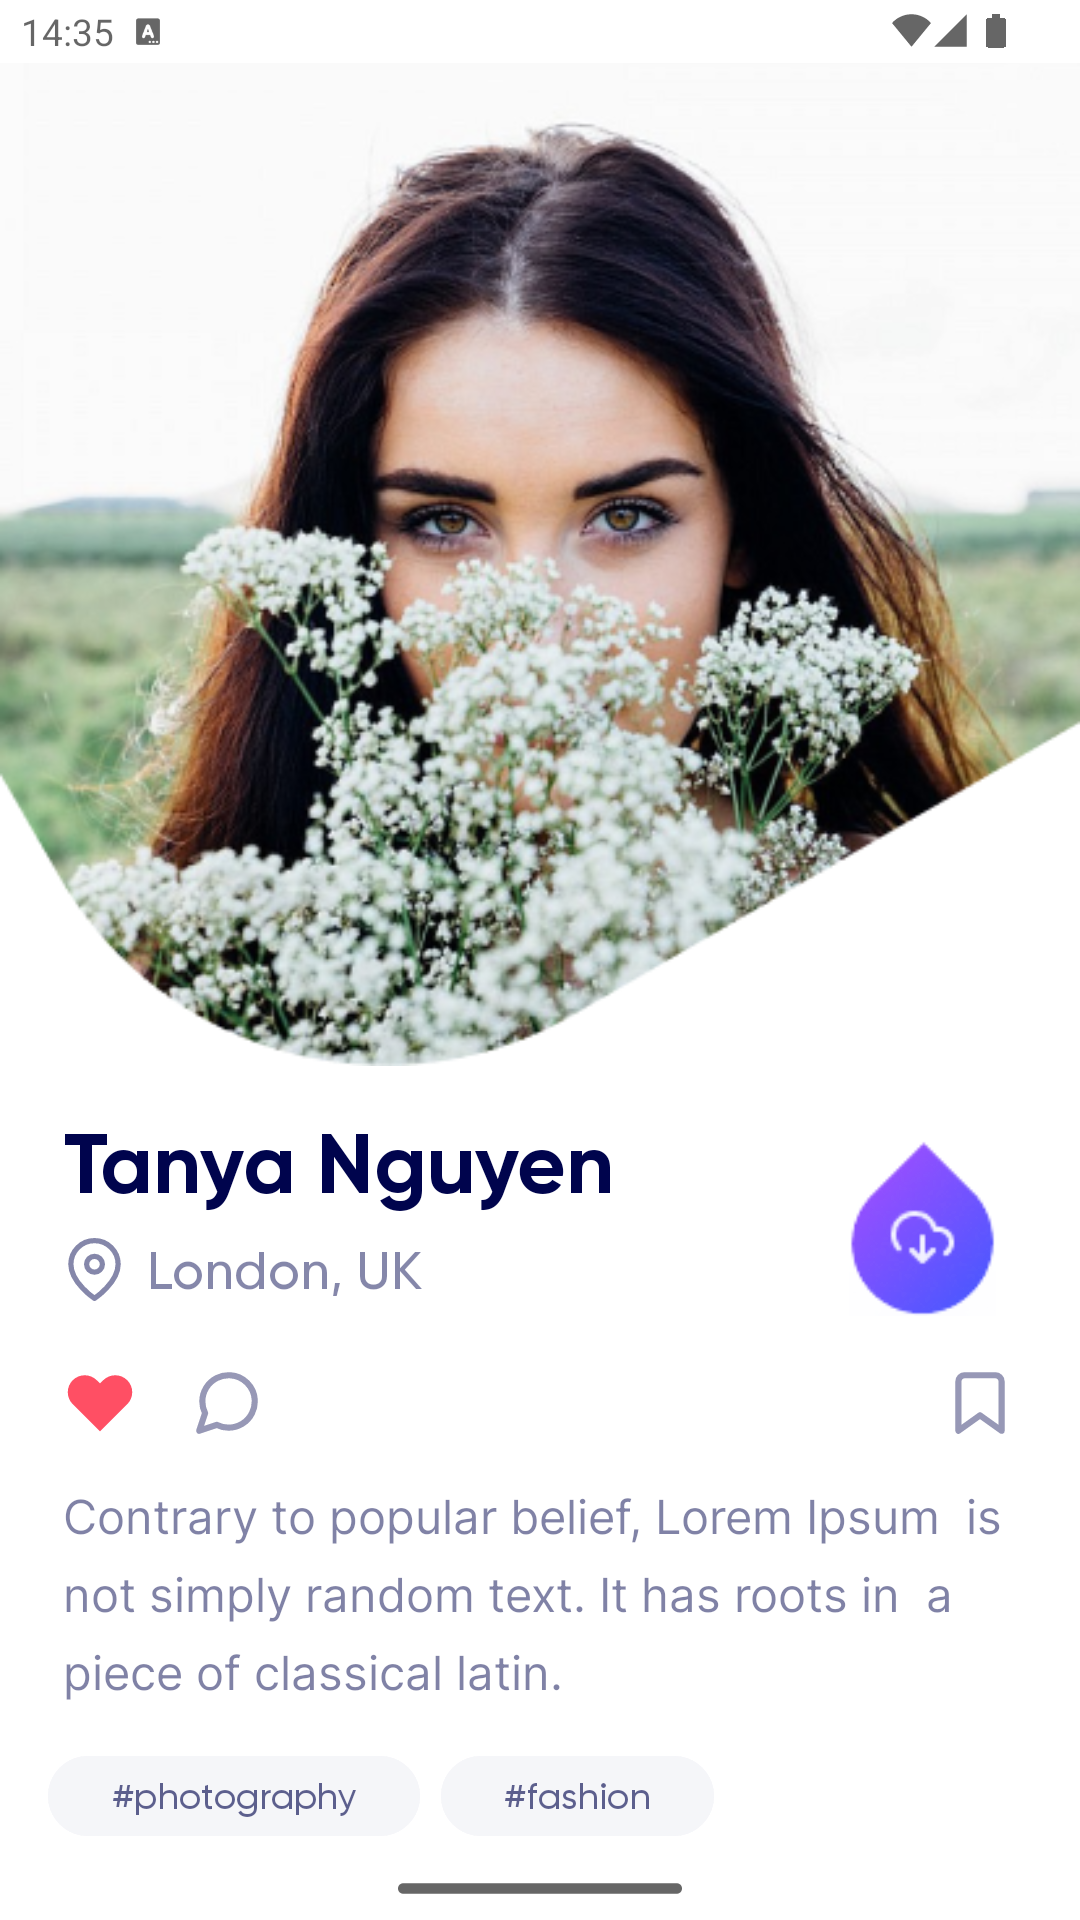 14:35
Tanya Nguyen
London, UK
Contrary to popular belief, Lorem Ipsum  is
not simply random text. It has roots in  a
piece of classical latin.
#photography
#fashion